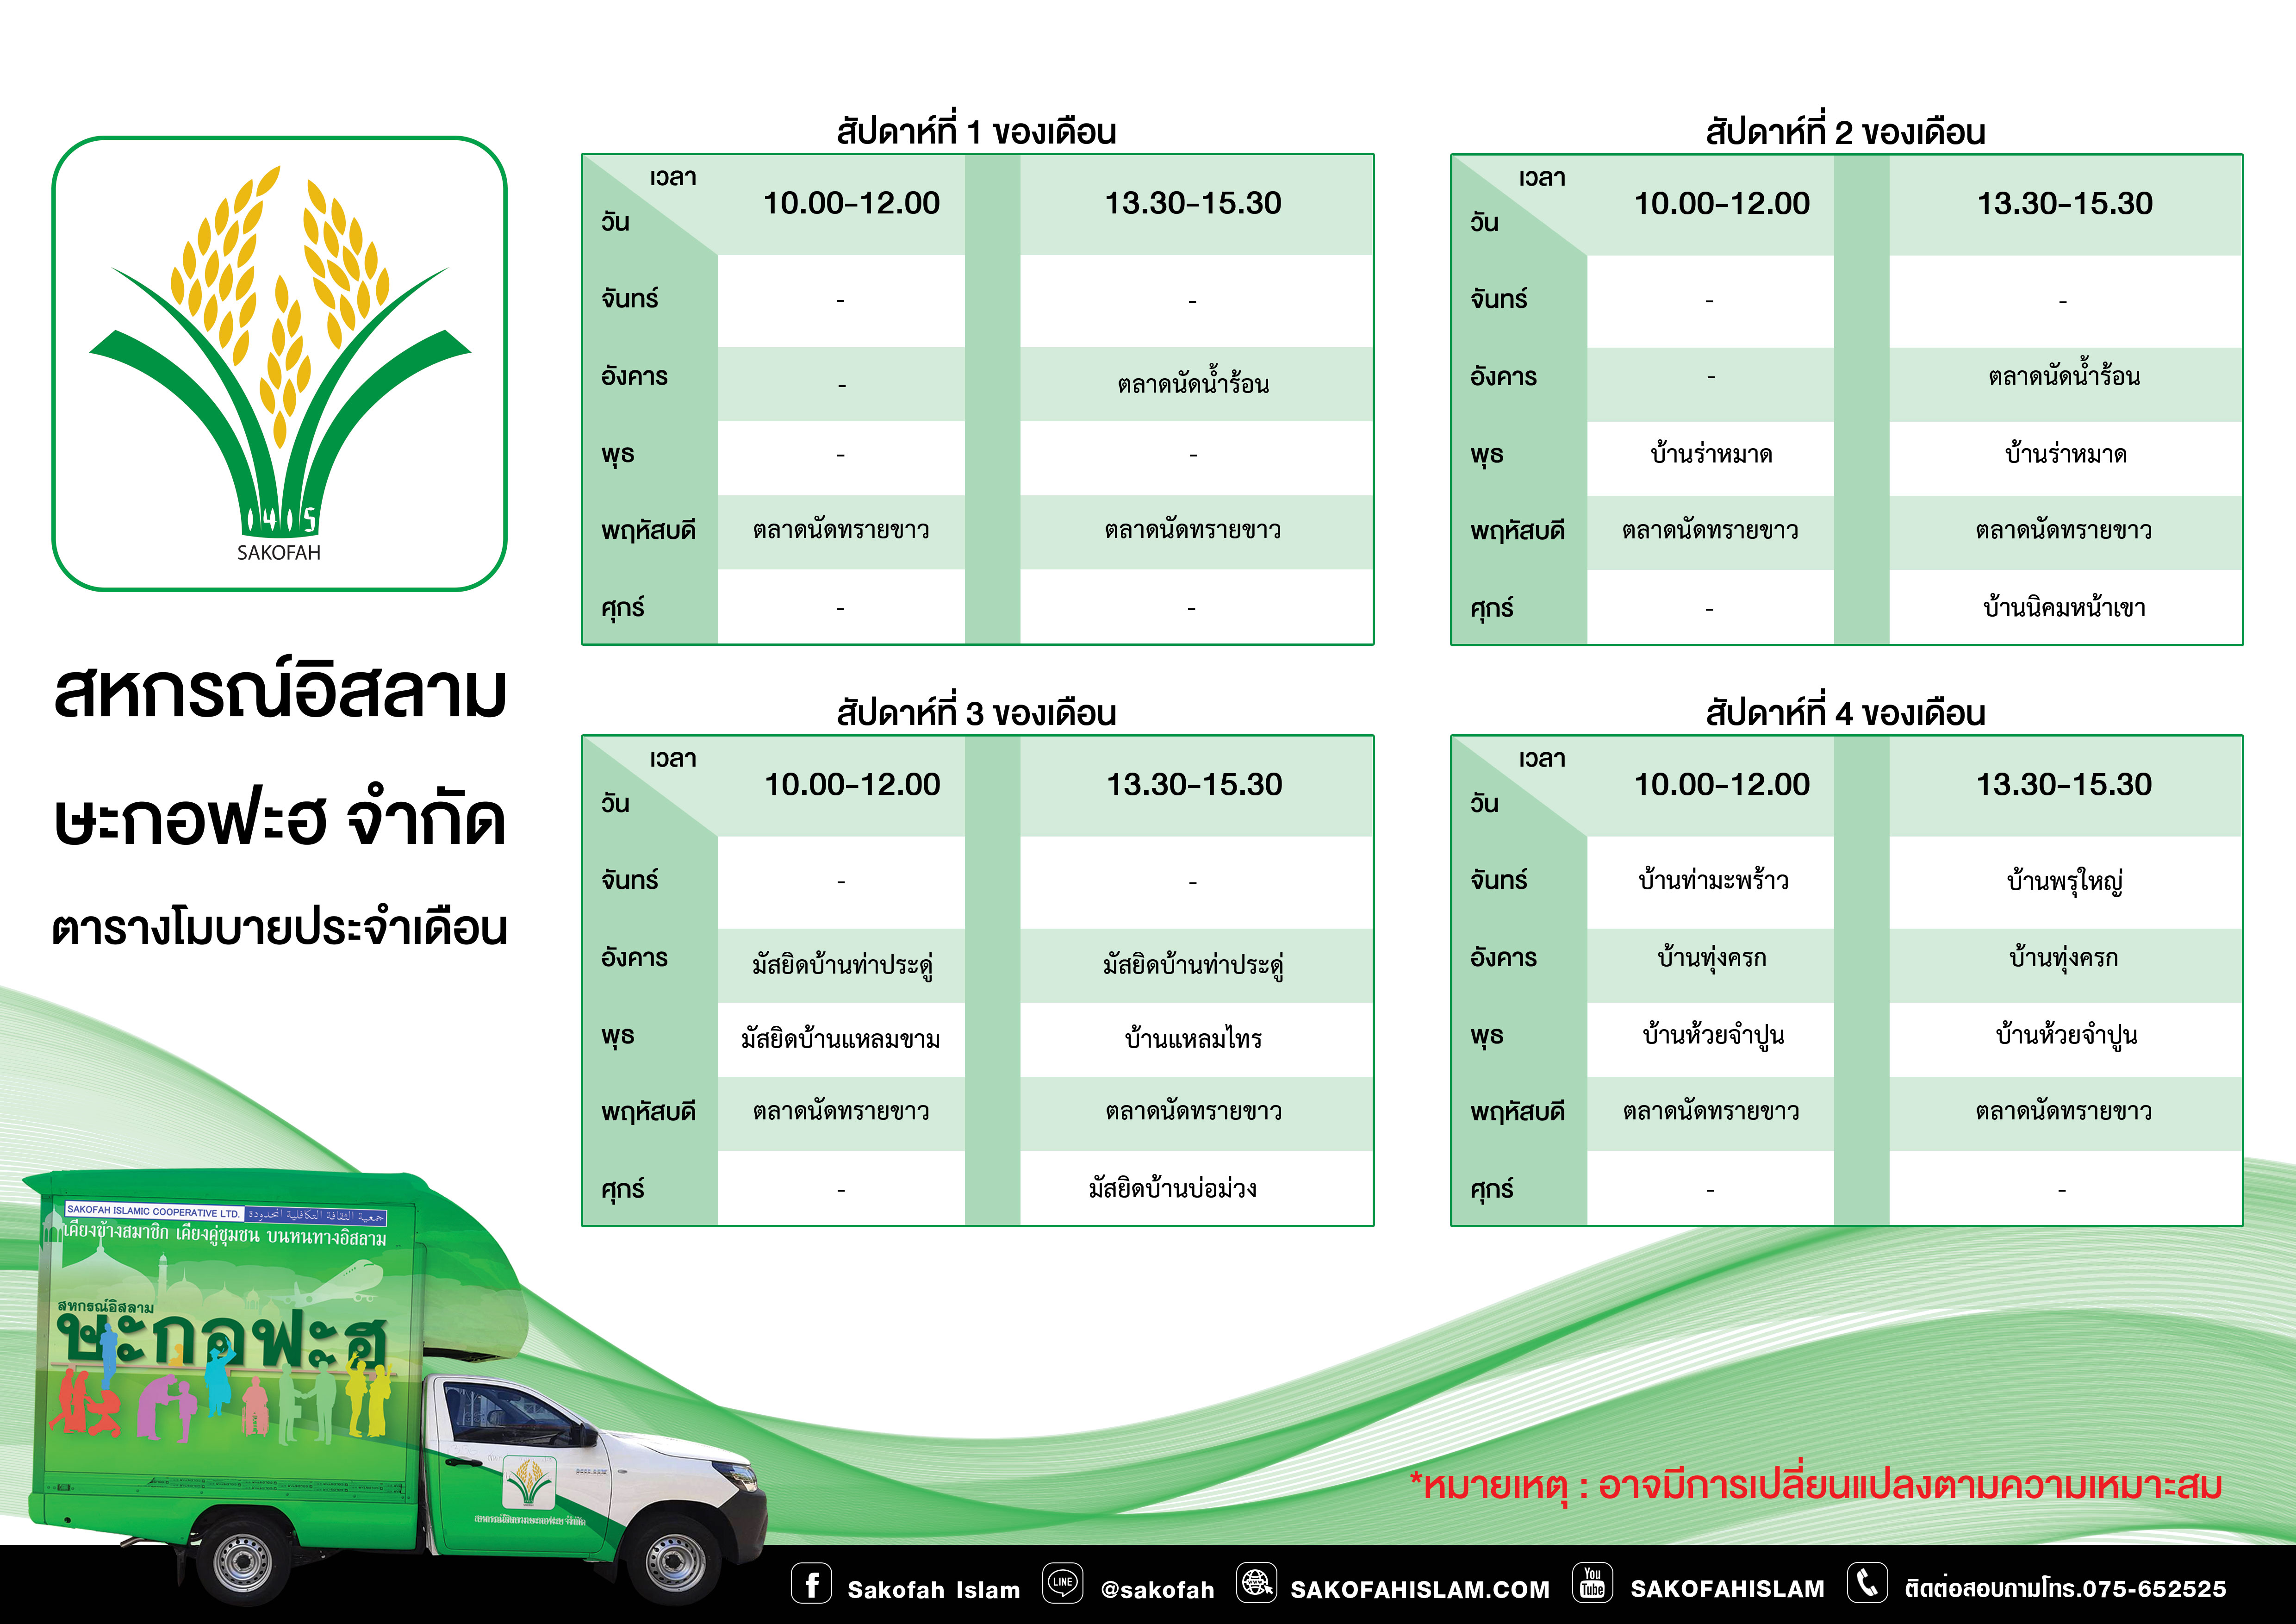 1415
SAKOFAH
สหกรณ์อิสลาม
ษะกอฟะฮ จำกัด
ตารางโมบายประจำเดือน
สัปดาห์ที่ 1 ของเดือน
เวลา
วัน 10.00-12.00 13.30-15.30
จันทร์ - -
อังคาร - ตลาดนัดน้ำร้อน
พุธ - -
พฤหัสบดี ตลาดนัดทรายขาว ตลาดนัดทรายขาว
ศุกร์ - -
สัปดาห์ที่ 2 ของเดือน
เวลา
วัน 10.00-12.00 13.30-15.30
จันทร์ - -
อังคาร - ตลาดนัดน้ำร้อน
พุธ บ้านร่าหมาด บ้านร่าหมาด
พฤหัสบดี ตลาดนัดทรายขาว ตลาดนัดทรายขาว
ศุกร์ - บ้านนิคมหน้าเขา
สัปดาห์ที่ 3 ของเดือน
เวลา
วัน 10.00-12.00 13.30-15.30
จันทร์ - -
อังคาร มัสยิดบ้านท่าประดู่ มัสยิดบ้านท่าประดู่
พุธ มัสยิดบ้านแหลมขาม บ้านแหลมไทร
พฤหัสบดี ตลาดนัดทรายขาว ตลาดนัดทรายขาว
ศุกร์ - มัสยิดบ้านบ่อม่วง
สัปดาห์ที่ 4 ของเดือน
เวลา
วัน 10.00-12.00 13.30-15.30
จันทร์ บ้านท่ามะพร้าว บ้านพรุใหญ่
อังคาร บ้านทุ่งครก บ้านทุ่งครก
พุธ บ้านห้วยจำปูน บ้านห้วยจำปูน
พฤหัสบดี ตลาดนัดทรายขาว ตลาดนัดทรายขาว
ศุกร์ - -
SAKOFAH ISLAMIC COOPERATIVE LTD. جمعية الثقافة التكافلية المحدودة
เคียงข้างสมาชิก เคียงคู่ชุมชน บนหนทางอิสลาม
สหกรณ์อิสลาม
ษะกอฟะฮ
สหกรณ์อิสลามษะกอฟะฮ จำกัด
*หมายเหตุ : อาจมีการเปลี่ยนแปลงตามความเหมาะสม
f Sakofah Islam LINE @sakofah SAKOFAHISLAM.COM You Tube SAKOFAHISLAM ติดต่อสอบถามโทร.075-652525